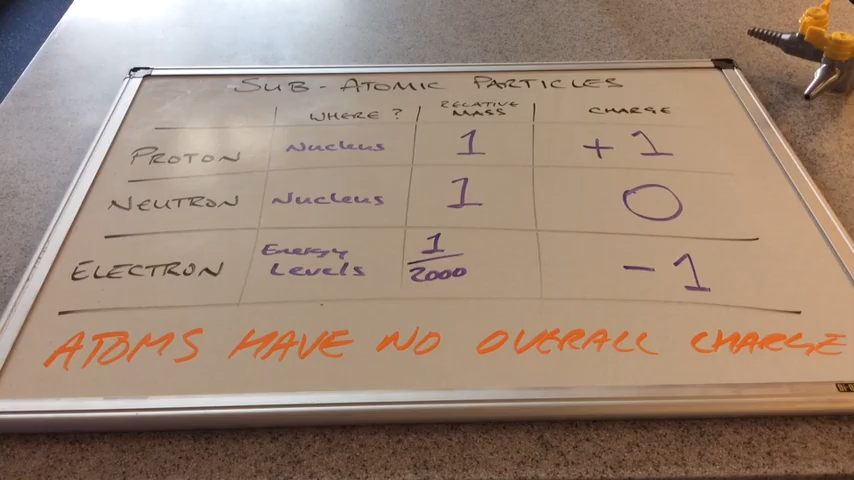 SUB-ATOMIC PARTICLES
WHERE? RELATIVE MASS CHARGE
PROTON Nucleus 1 +1
NEUTRON Nucleus 1 0
ELECTRON Energy Levels 1/2000 -1
ATOMS HAVE NO OVERALL CHARGE